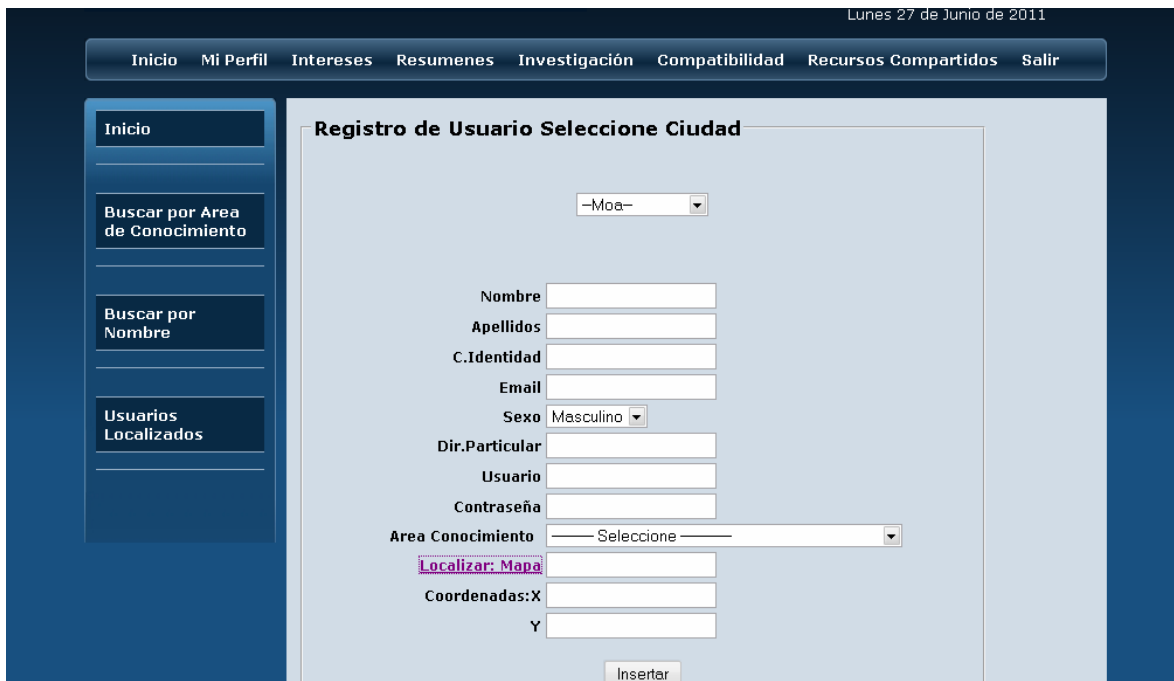 Lunes 27 de Junio de 2011
Inicio Mi Perfil Intereses Resumenes Investigación Compatibilidad Recursos Compartidos Salir
Inicio
Buscar por Area
de Conocimiento
Buscar por
Nombre
Usuarios
Localizados
Registro de Usuario Seleccione Ciudad
–Moa–
Nombre
Apellidos
C.Identidad
Email
Sexo Masculino
Dir.Particular
Usuario
Contraseña
Area Conocimiento ——— Seleccione ———
Localizar: Mapa
Coordenadas:X
Y
Insertar